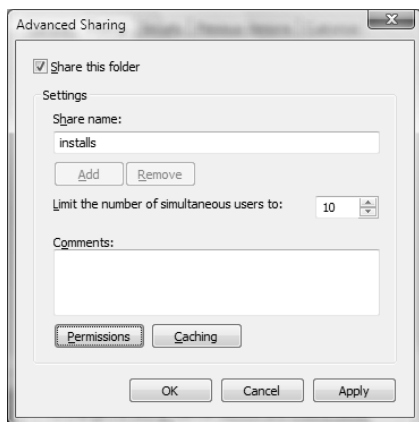 Advanced Sharing
Share this folder
Settings
Share name:
installs
Add Remove
Limit the number of simultaneous users to: 10
Comments:
Permissions Caching
OK Cancel Apply